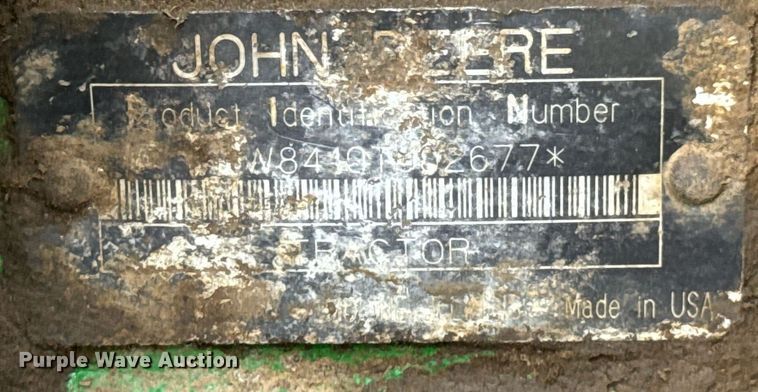 JOHN DEERE
Product Identification Number
TRACTOR
Made in USA
Purple Wave Auction